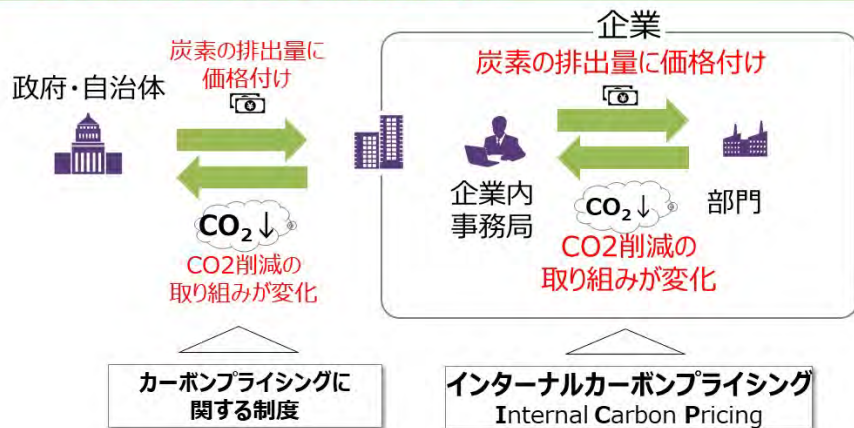 企業
炭素の排出量に
価格付け
政府・自治体
CO2↓
CO2削減の
取り組みが変化
炭素の排出量に価格付け
¥
企業内
事務局
部門
CO2↓
CO2削減の
取り組みが変化
カーボンプライシングに
関する制度
インターナルカーボンプライシング
Internal Carbon Pricing